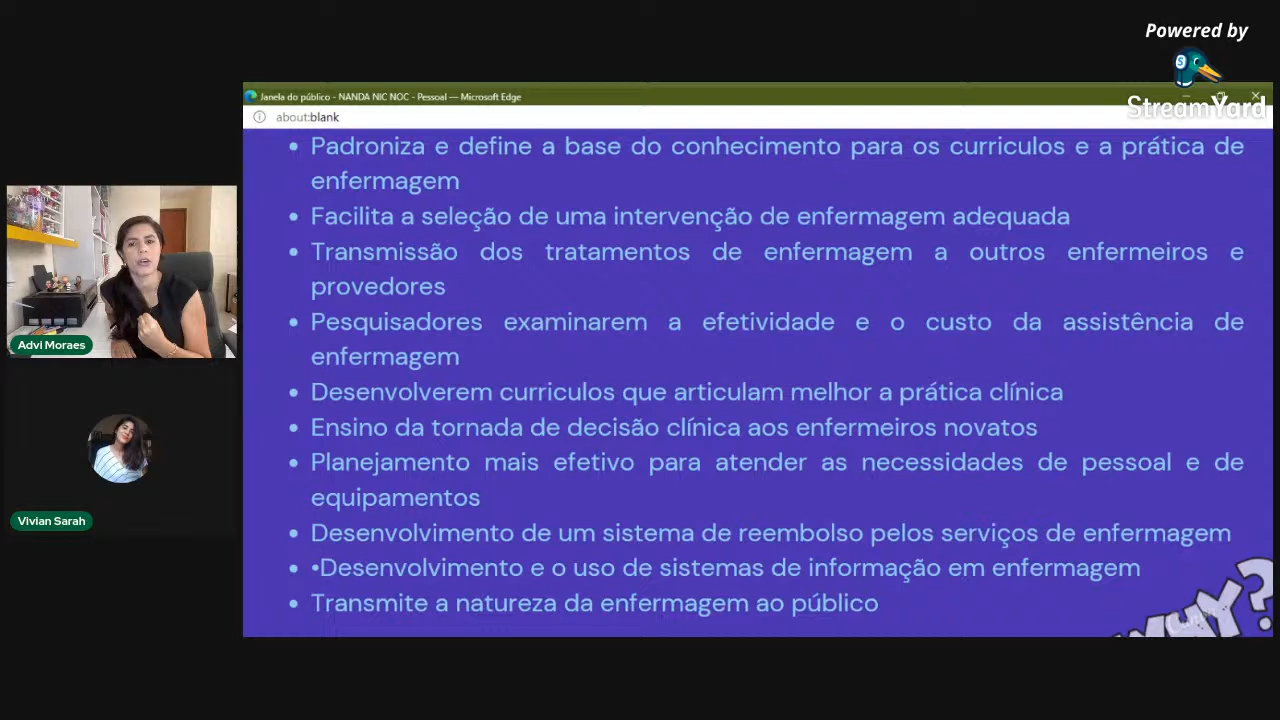 Powered by
StreamYard
Janela do público - NANDA NIC NOC - Pessoal — Microsoft Edge
about:blank
• Padroniza e define a base do conhecimento para os curriculos e a prática de
enfermagem
• Facilita a seleção de uma intervenção de enfermagem adequada
• Transmissão dos tratamentos de enfermagem a outros enfermeiros e
provedores
• Pesquisadores examinarem a efetividade e o custo da assistência de
enfermagem
• Desenvolverem curriculos que articulam melhor a prática clínica
• Ensino da tornada de decisão clínica aos enfermeiros novatos
• Planejamento mais efetivo para atender as necessidades de pessoal e de
equipamentos
• Desenvolvimento de um sistema de reembolso pelos serviços de enfermagem
• •Desenvolvimento e o uso de sistemas de informação em enfermagem
• Transmite a natureza da enfermagem ao público
WHY?
Advi Moraes
Vivian Sarah